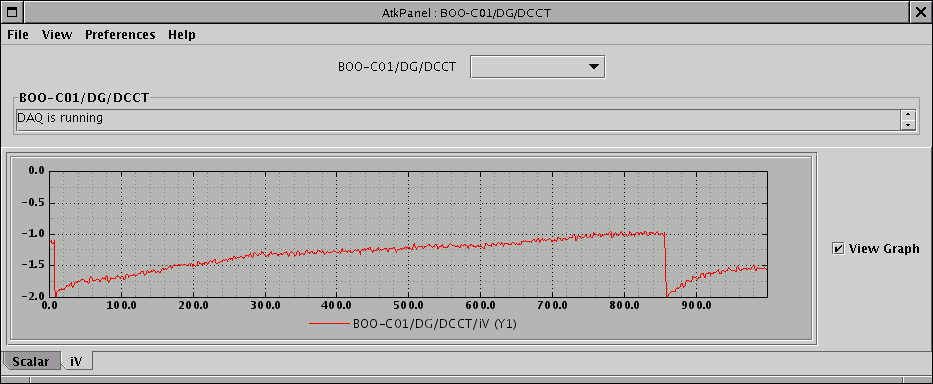 AtkPanel : BOO-C01/DG/DCCT
File View Preferences Help
BOO-C01/DG/DCCT
BOO-C01/DG/DCCT
DAQ is running
0.0
-0.5
-1.0
-1.5
-2.0
0.0 100.0 200.0 300.0 400.0 500.0 600.0 700.0 800.0 900.0
BOO-C01/DG/DCCT/iV (Y1)
View Graph
Scalar iV